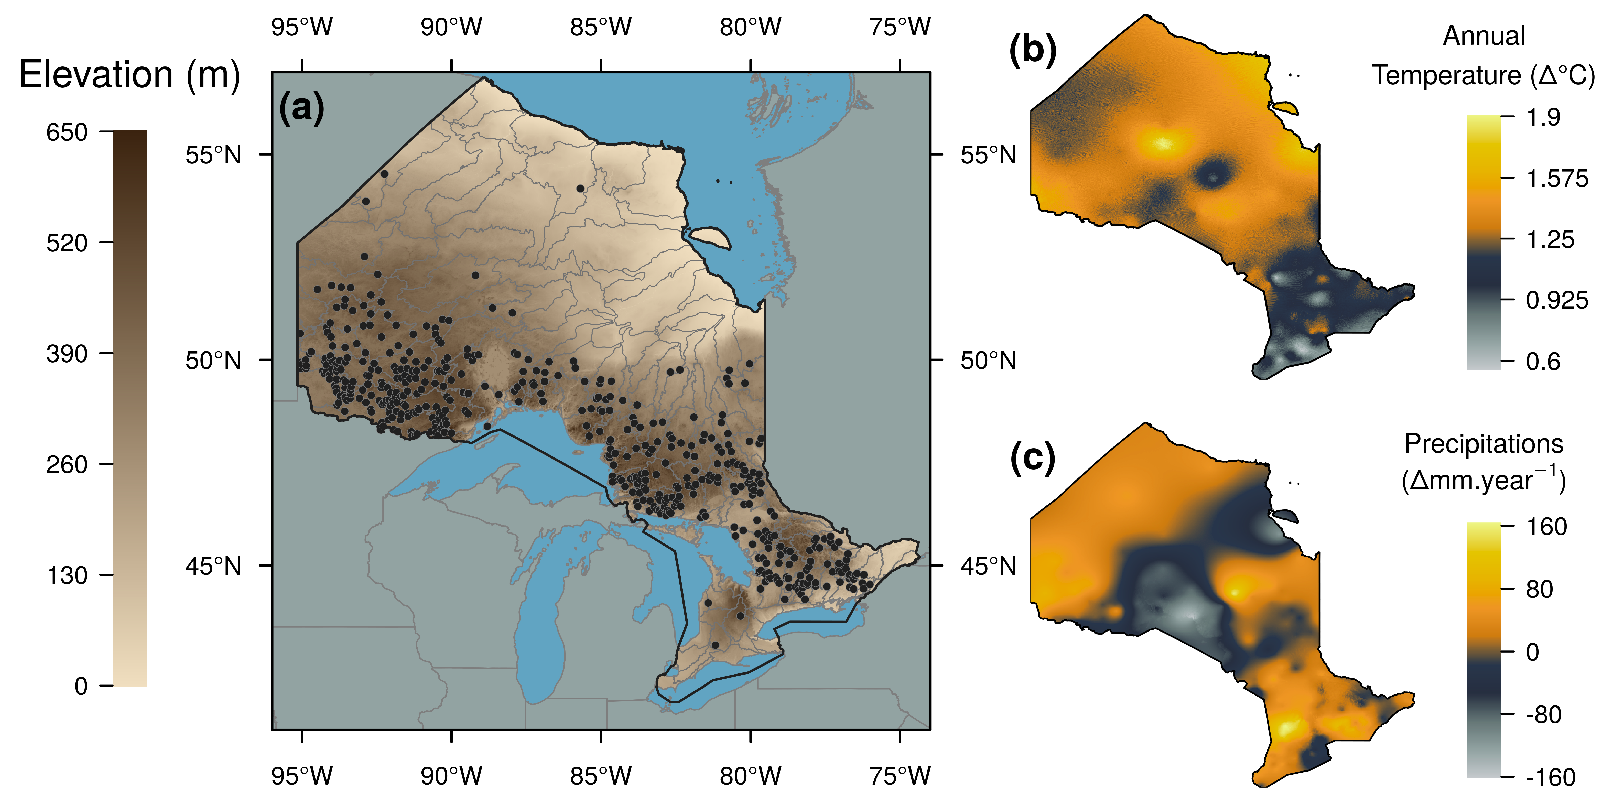 Elevation (m)
650
520
390
260
130
0
95°W 90°W 85°W 80°W 75°W
(a)
55°N
50°N
45°N
55°N
50°N
45°N
95°W 90°W 85°W 80°W 75°W
(b)
Annual
Temperature (Δ°C)
1.9
1.575
1.25
0.925
0.6
(c)
Precipitations
(Δmm.year⁻¹)
160
80
0
-80
-160